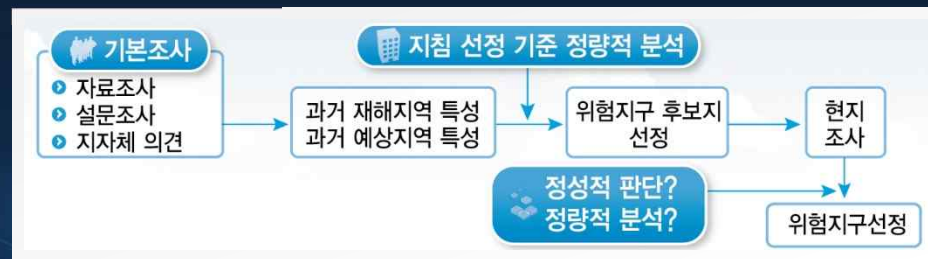 기본조사
자료조사
설문조사
지자체 의견
지침 선정 기준 정량적 분석
과거 재해지역 특성
과거 예상지역 특성
위험지구 후보지
선정
현지
조사
정성적 판단?
정량적 분석?
위험지구선정